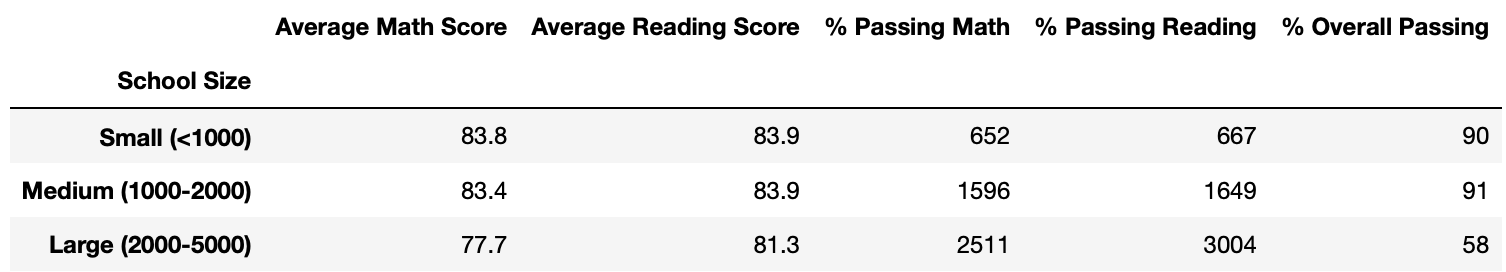 Average Math Score Average Reading Score % Passing Math % Passing Reading % Overall Passing
School Size
Small (<1000) 83.8 83.9 652 667 90
Medium (1000-2000) 83.4 83.9 1596 1649 91
Large (2000-5000) 77.7 81.3 2511 3004 58